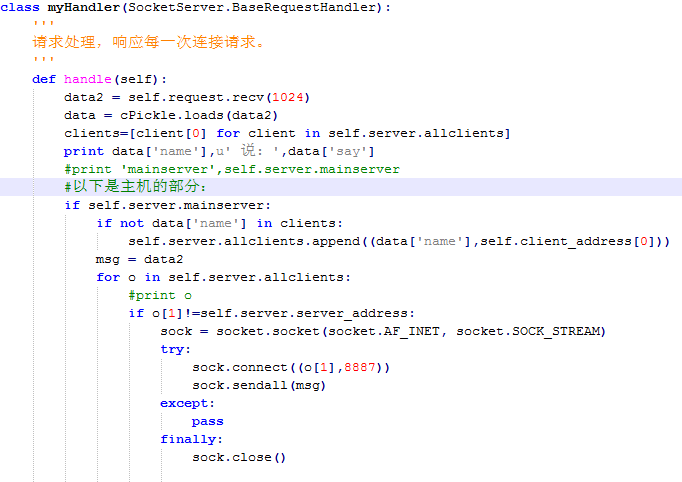 class myHandler(SocketServer.BaseRequestHandler):
    '''
    请求处理，响应每一次连接请求。
    '''
    def handle(self):
        data2 = self.request.recv(1024)
        data = cPickle.loads(data2)
        clients=[client[0] for client in self.server.allclients]
        print data['name'],u' 说：',data['say']
        #print 'mainserver',self.server.mainserver
        #以下是主机的部分：
        if self.server.mainserver:
            if not data['name'] in clients:
                self.server.allclients.append((data['name'],self.client_address[0]))
            msg = data2
            for o in self.server.allclients:
                #print o
                if o[1]!=self.server.server_address:
                    sock = socket.socket(socket.AF_INET, socket.SOCK_STREAM)
                    try:
                        sock.connect((o[1],8887))
                        sock.sendall(msg)
                    except:
                        pass
                    finally:
                        sock.close()